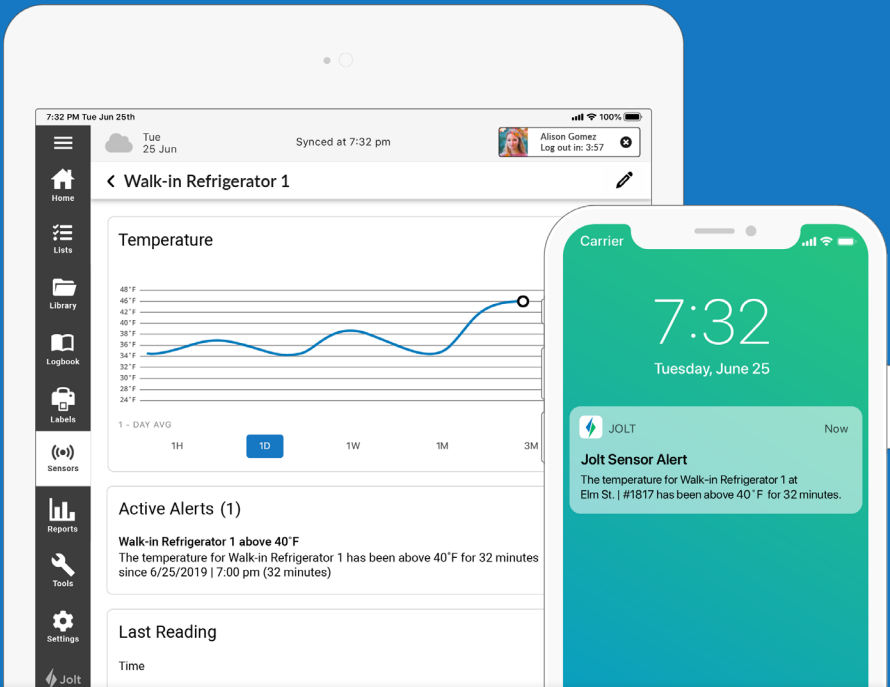 7:32 PM Tue Jun 25th
100%
Tue
25 Jun
Synced at 7:32 pm
Alison Gomez
Log out in: 3:57
Home
Lists
Library
Logbook
Labels
Sensors
Reports
Tools
Settings
Jolt
Walk-in Refrigerator 1
Temperature
48°F
46°F
42°F
40°F
38°F
36°F
34°F
32°F
30°F
28°F
24°F
1 - DAY AVG
1H
1D
1W
1M
3M
Active Alerts (1)
Walk-in Refrigerator 1 above 40°F
The temperature for Walk-in Refrigerator 1 has been above 40°F for 32 minutes
since 6/25/2019 | 7:00 pm (32 minutes)
Last Reading
Time
Carrier
7:32
Tuesday, June 25
JOLT
Now
Jolt Sensor Alert
The temperature for Walk-in Refrigerator 1 at
Elm St. | #1817 has been above 40°F for 32 minutes.